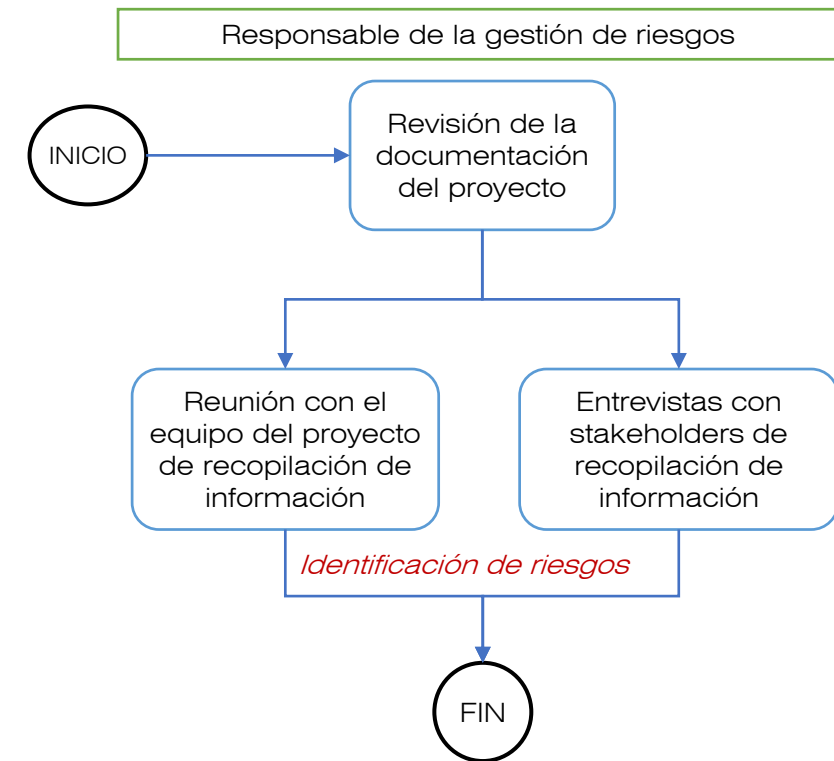 Responsable de la gestión de riesgos
INICIO
Revisión de la
documentación
del proyecto
Reunión con el
equipo del proyecto
de recopilación de
información
Entrevistas con
stakeholders de
recopilación de
información
Identificación de riesgos
FIN